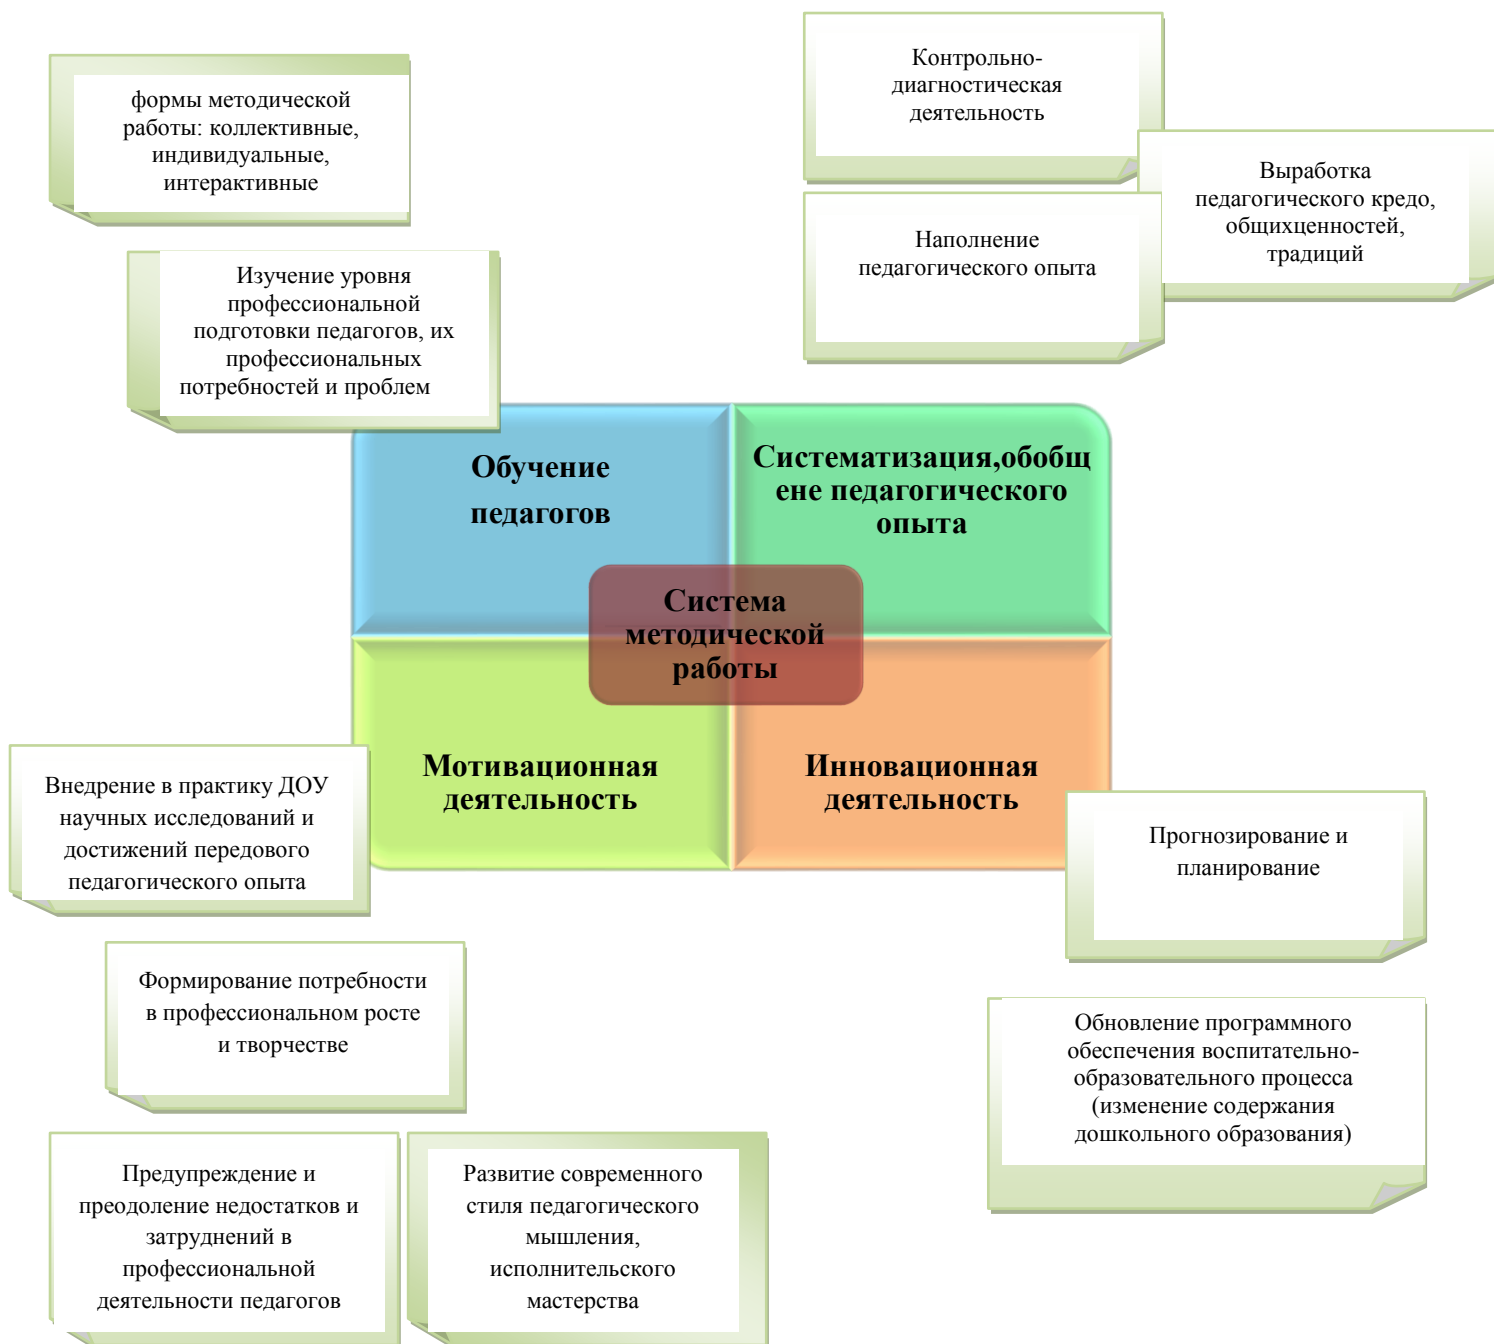 формы методической
работы: коллективные,
индивидуальные,
интерактивные
Контрольно-
диагностическая
деятельность
Выработка
педагогического кредо,
общихценностей,
традиций
Наполнение
педагогического опыта
Изучение уровня
профессиональной
подготовки педагогов, их
профессиональных
потребностей и проблем
Обучение
педагогов
Систематизация,обобщ
ене педагогического
опыта
Система
методической
работы
Мотивационная
деятельность
Инновационная
деятельность
Внедрение в практику ДОУ
научных исследований и
достижений передового
педагогического опыта
Прогнозирование и
планирование
Формирование потребности
в профессиональном росте
и творчестве
Обновление программного
обеспечения воспитательно-
образовательного процесса
(изменение содержания
дошкольного образования)
Предупреждение и
преодоление недостатков и
затруднений в
профессиональной
деятельности педагогов
Развитие современного
стиля педагогического
мышления,
исполнительского
мастерства